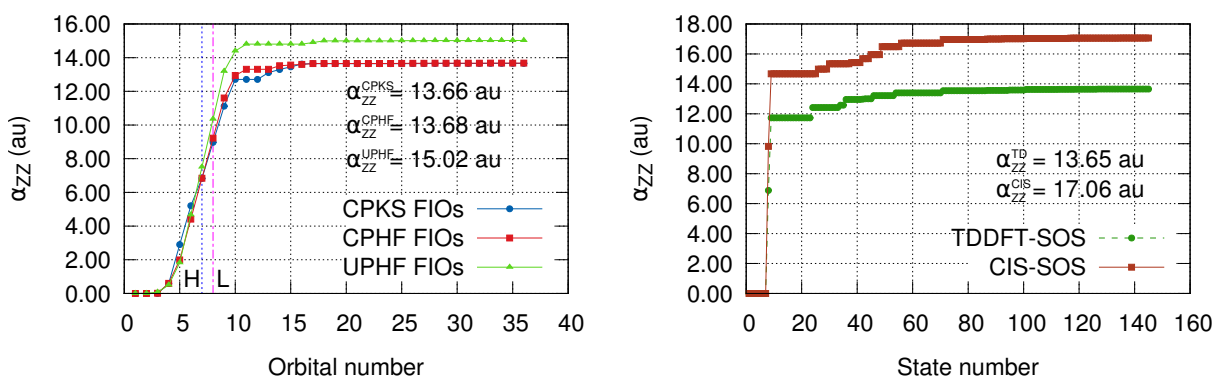 16.00
14.00
12.00
10.00
8.00
6.00
4.00
2.00
0.00
α_ZZ (au)
α_ZZ^CPKS = 13.66 au
α_ZZ^CPHF = 13.68 au
α_ZZ^UPHF = 15.02 au
CPKS FIOs
CPHF FIOs
UPHF FIOs
H L
0 5 10 15 20 25 30 35 40
Orbital number
18.00
16.00
14.00
12.00
10.00
8.00
6.00
4.00
2.00
0.00
α_ZZ (au)
α_ZZ^TD = 13.65 au
α_ZZ^CIS = 17.06 au
TDDFT-SOS
CIS-SOS
0 20 40 60 80 100 120 140 160
State number